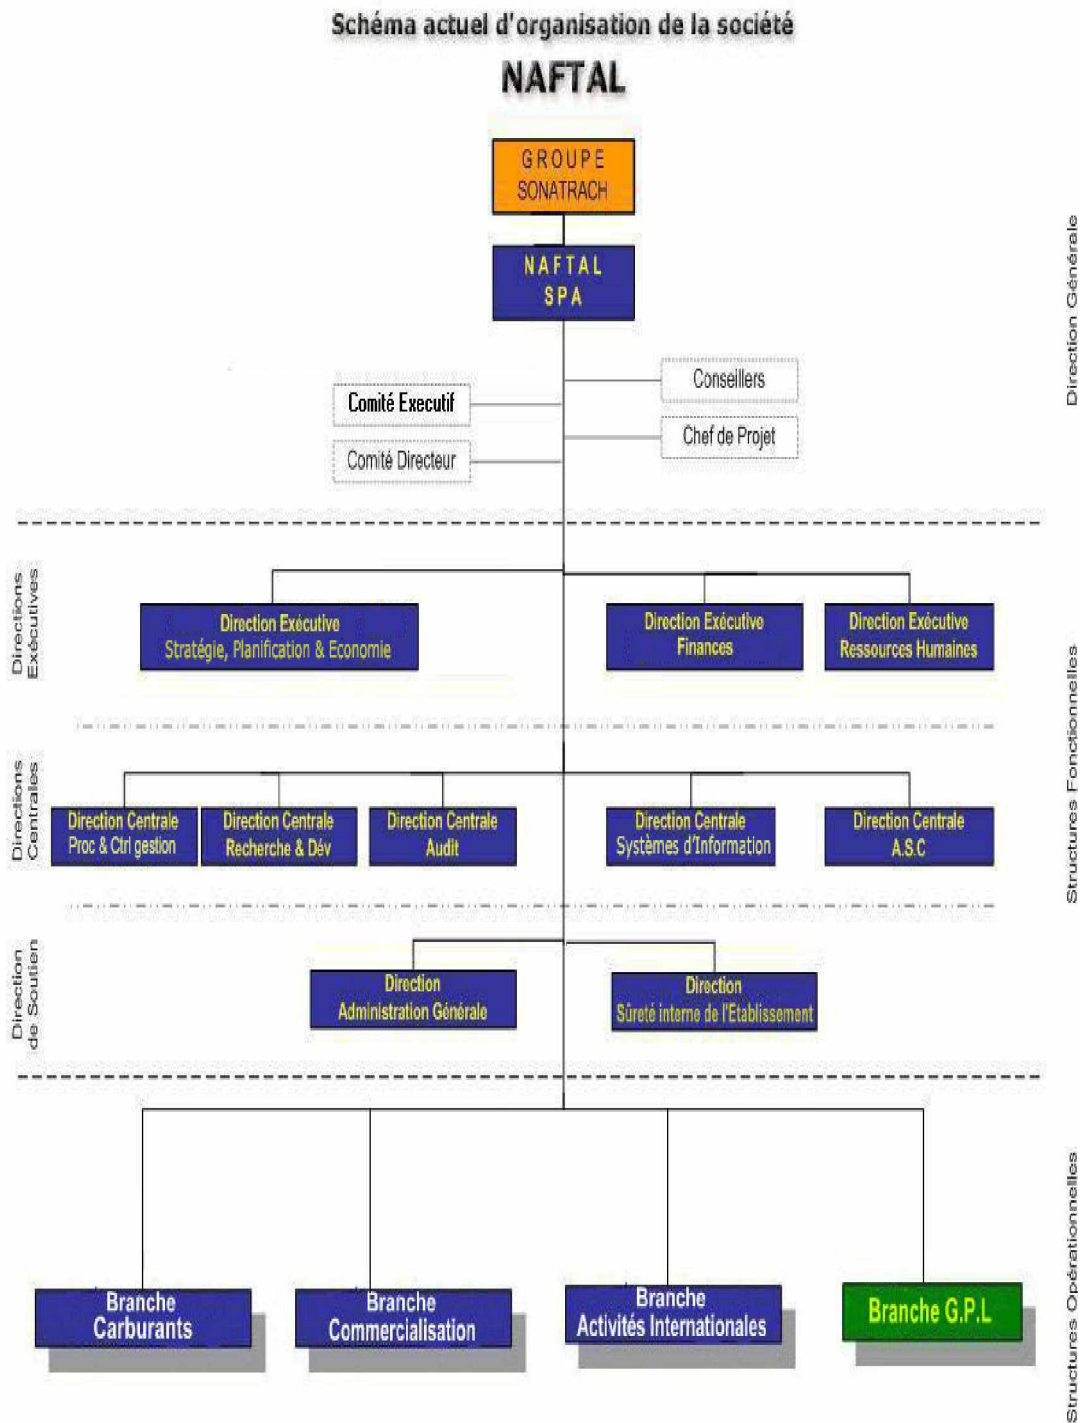 Schéma actuel d'organisation de la société
NAFTAL
GROUPE
SONATRACH
NAFTAL
SPA
Direction Générale
Conseillers
Comité Executif
Chef de Projet
Comité Directeur
Directions
Exécutives
Direction Exécutive
Stratégie, Planification & Economie
Direction Exécutive
Finances
Direction Exécutive
Ressources Humaines
Structures Fonctionnelles
Directions
Centrales
Direction Centrale
Proc & Ctrl gestion
Direction Centrale
Recherche & Dév
Direction Centrale
Audit
Direction Centrale
Systèmes d'Information
Direction Centrale
A.S.C
Direction
de Soutien
Direction
Administration Générale
Direction
Sûreté interne de l'Etablissement
Structures Opérationnelles
Branche
Carburants
Branche
Commercialisation
Branche
Activités Internationales
Branche G.P.L